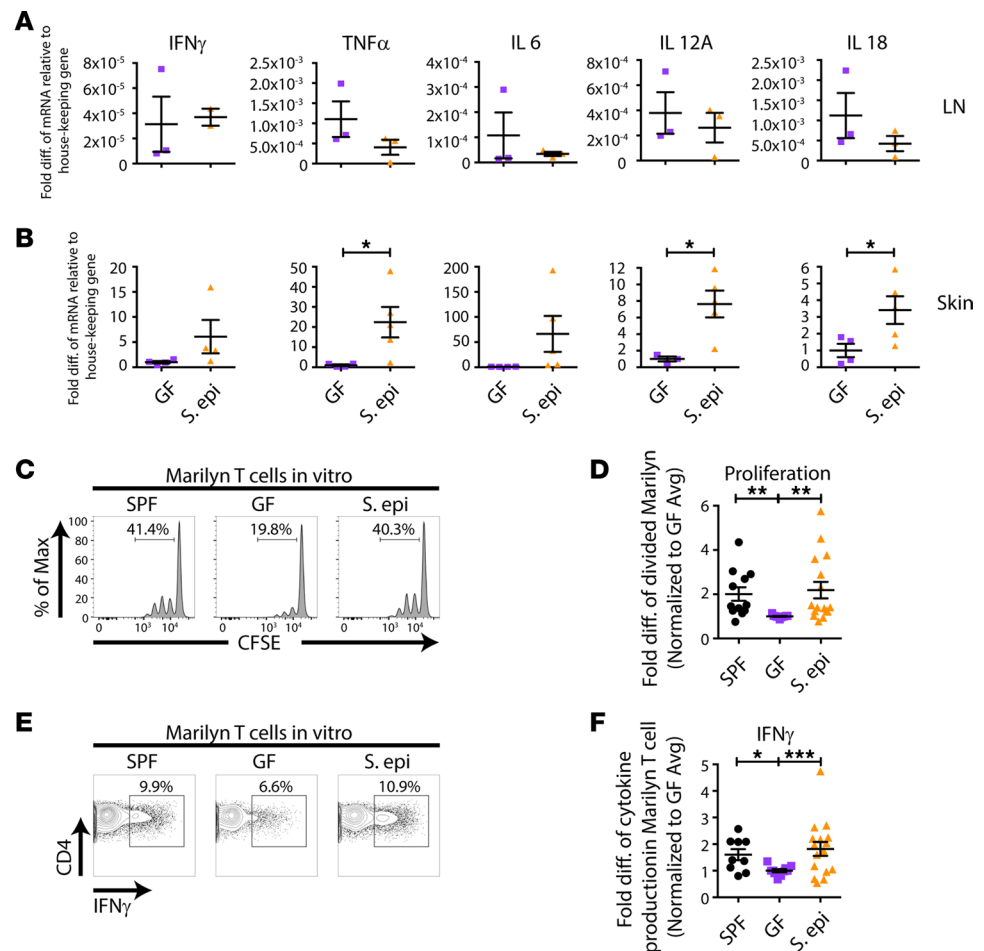 A
IFNγ TNFα IL 6 IL 12A IL 18
Fold diff. of mRNA relative to
house-keeping gene
8x10⁻⁵
6x10⁻⁵
4x10⁻⁵
2x10⁻⁵
0
2.5x10⁻³
2.0x10⁻³
1.5x10⁻³
1.0x10⁻³
5.0x10⁻⁴
0
4x10⁻⁴
3x10⁻⁴
2x10⁻⁴
1x10⁻⁴
0
8x10⁻⁴
6x10⁻⁴
4x10⁻⁴
2x10⁻⁴
0
2.5x10⁻³
2.0x10⁻³
1.5x10⁻³
1.0x10⁻³
5.0x10⁻⁴
0
LN
B
Fold diff. of mRNA relative to
house-keeping gene
20
15
10
5
0
GF S. epi
*
50
40
30
20
10
0
GF S. epi
200
150
100
50
0
GF S. epi
*
12
10
8
6
4
2
0
GF S. epi
*
6
5
4
3
2
1
0
GF S. epi
Skin
C
Marilyn T cells in vitro
SPF GF S. epi
% of Max
100
80
60
40
20
0
41.4% 19.8% 40.3%
0 10³ 10⁴ 0 10³ 10⁴ 0 10³ 10⁴
CFSE
D
Proliferation
** **
Fold diff. of divided Marilyn
(Normalized to GF Avg)
6
4
2
0
SPF GF S. epi
E
Marilyn T cells in vitro
SPF GF S. epi
9.9% 6.6% 10.9%
CD4
IFNγ
F
IFNγ
* ***
Fold diff. of cytokine
productionin Marilyn T cell
(Normalized to GF Avg)
5
4
3
2
1
0
SPF GF S. epi